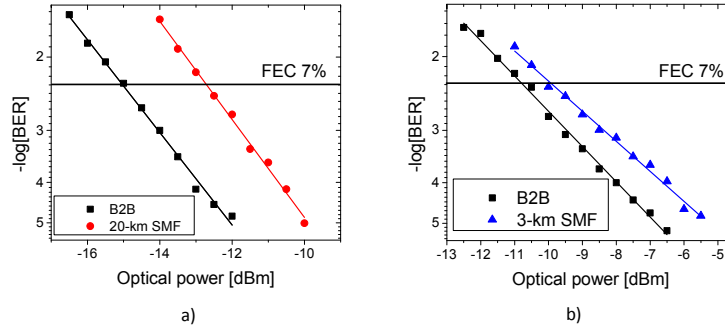 2
3
4
5
-log[BER]
FEC 7%
B2B
20-km SMF
-16
-14
-12
-10
Optical power [dBm]
a)
2
3
4
5
-log[BER]
FEC 7%
B2B
3-km SMF
-13
-12
-11
-10
-9
-8
-7
-6
-5
Optical power [dBm]
b)